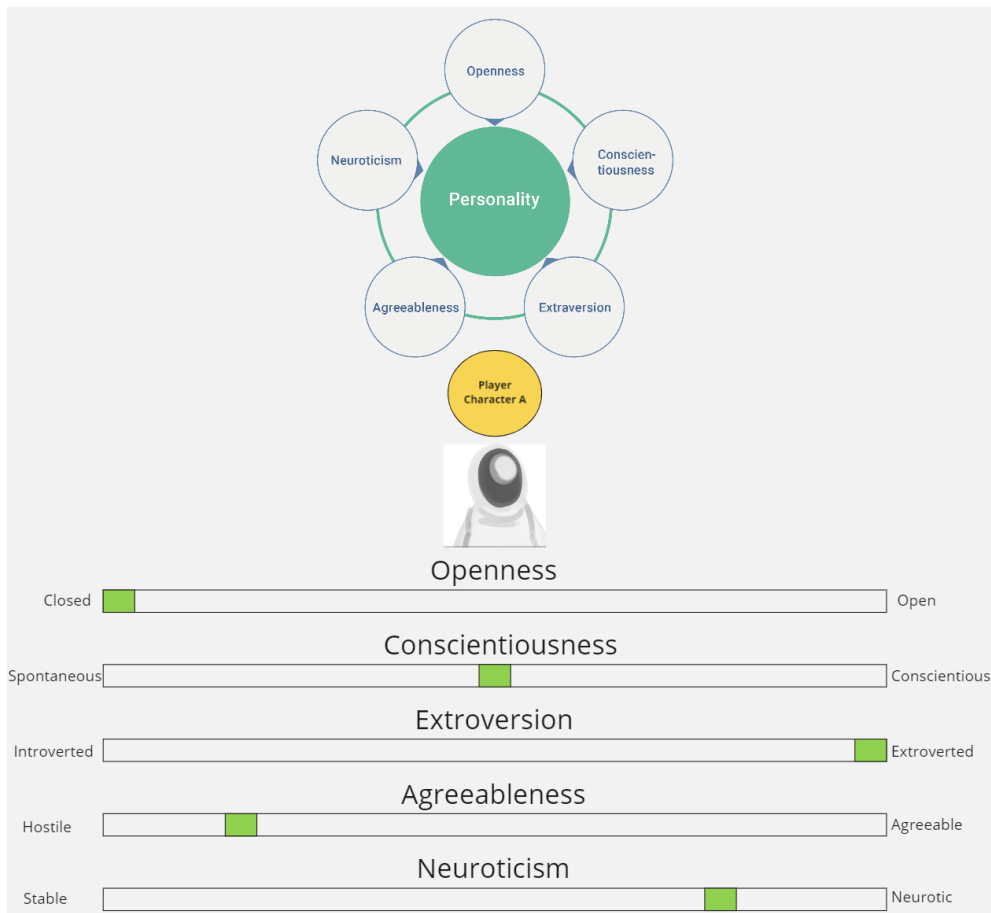 Openness
Neuroticism
Conscien-
tiousness
Personality
Agreeableness
Extraversion
Player
Character A
Openness
Closed
Open
Conscientiousness
Spontaneous
Conscientious
Extroversion
Introverted
Extroverted
Agreeableness
Hostile
Agreeable
Neuroticism
Stable
Neurotic